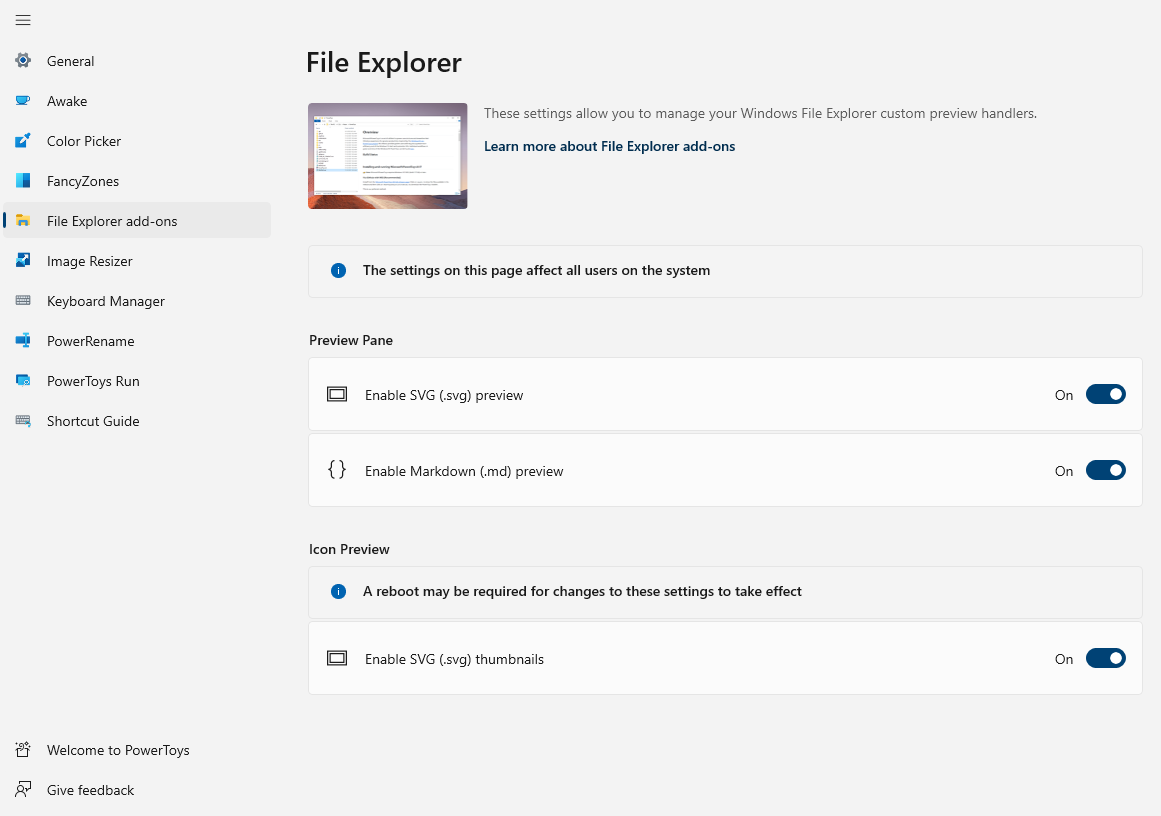 General
Awake
Color Picker
FancyZones
File Explorer add-ons
Image Resizer
Keyboard Manager
PowerRename
PowerToys Run
Shortcut Guide
Welcome to PowerToys
Give feedback
File Explorer
These settings allow you to manage your Windows File Explorer custom preview handlers.
Learn more about File Explorer add-ons
The settings on this page affect all users on the system
Preview Pane
Enable SVG (.svg) preview
On
Enable Markdown (.md) preview
On
Icon Preview
A reboot may be required for changes to these settings to take effect
Enable SVG (.svg) thumbnails
On